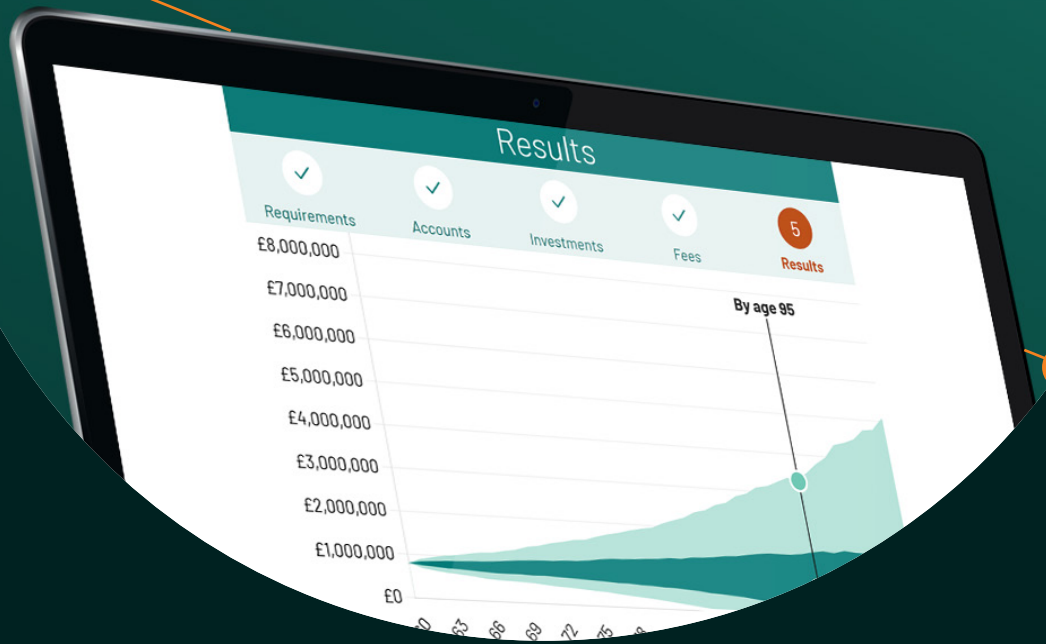 Results
Requirements
Accounts
Investments
Fees
5
Results
£8,000,000
£7,000,000
£6,000,000
£5,000,000
£4,000,000
£3,000,000
£2,000,000
£1,000,000
£0
By age 95
63
66
69
72